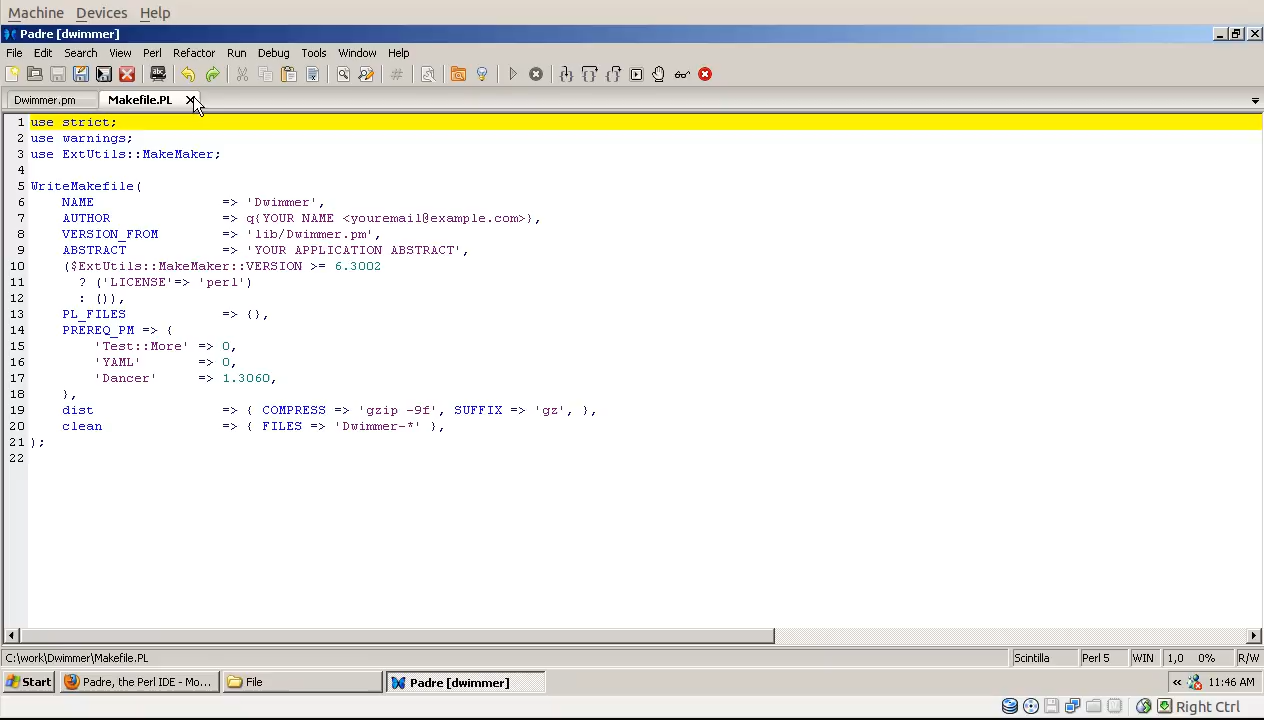 Machine Devices Help
Padre [dwimmer]
File Edit Search View Perl Refactor Run Debug Tools Window Help
Dwimmer.pm Makefile.PL
1 use strict;
2 use warnings;
3 use ExtUtils::MakeMaker;
4
5 WriteMakefile(
6 NAME => 'Dwimmer',
7 AUTHOR => q{YOUR NAME <youremail@example.com>},
8 VERSION_FROM => 'lib/Dwimmer.pm',
9 ABSTRACT => 'YOUR APPLICATION ABSTRACT',
10 ($ExtUtils::MakeMaker::VERSION >= 6.3002
11 ? ('LICENSE'=> 'perl')
12 : ()),
13 PL_FILES => {},
14 PREREQ_PM => {
15 'Test::More' => 0,
16 'YAML' => 0,
17 'Dancer' => 1.3060,
18 },
19 dist => { COMPRESS => 'gzip -9f', SUFFIX => 'gz', },
20 clean => { FILES => 'Dwimmer-*' },
21 );
22
C:\work\Dwimmer\Makefile.PL Scintilla Perl 5 WIN 1,0 0% R/W
Start Padre, the Perl IDE - Mo... File Padre [dwimmer] « 11:46 AM
Right Ctrl